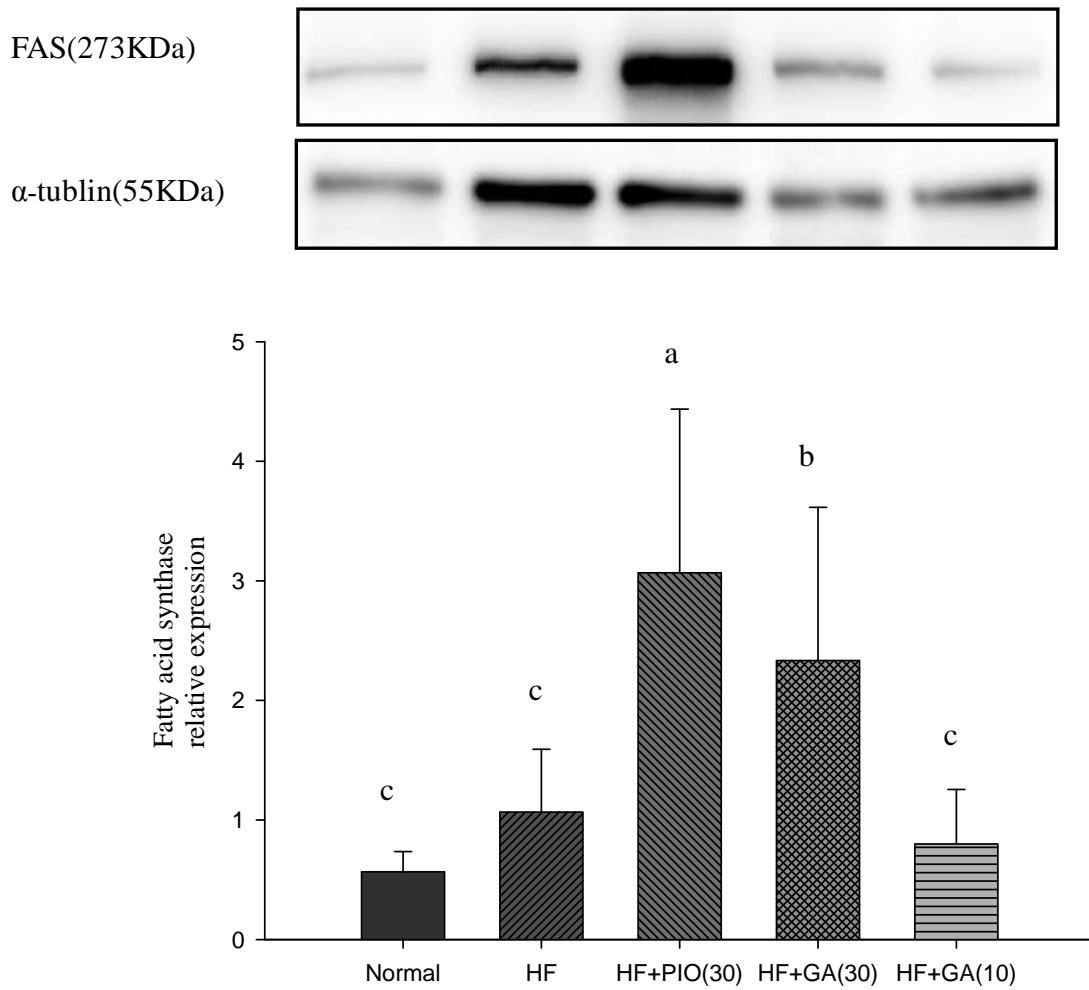 FAS(273KDa)
α-tublin(55KDa)
Fatty acid synthase
relative expression
5
4
3
2
1
0
c
c
a
b
c
Normal
HF
HF+PIO(30)
HF+GA(30)
HF+GA(10)